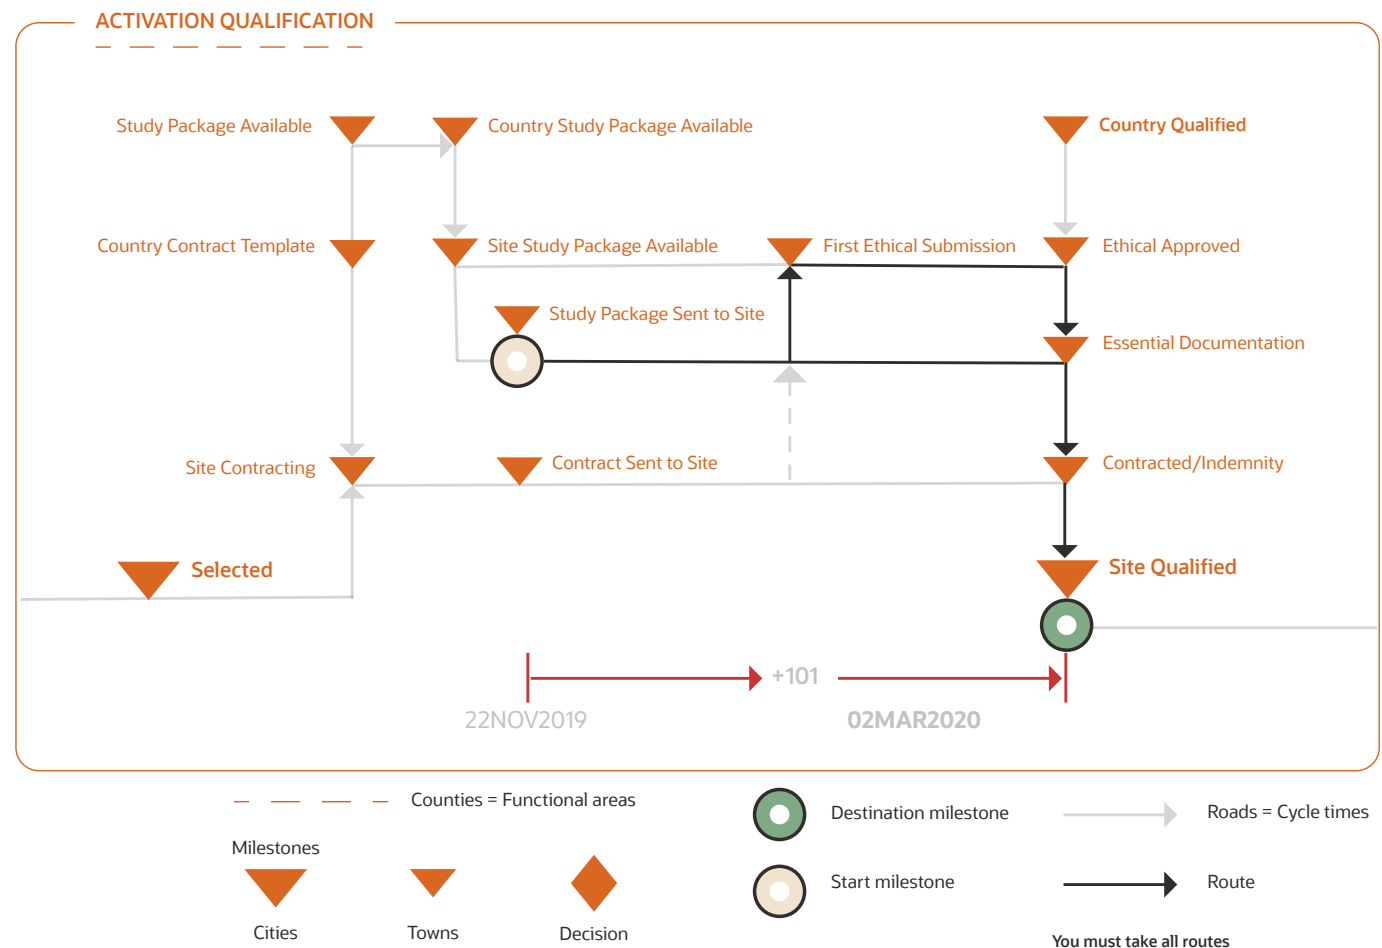 ACTIVATION QUALIFICATION
Study Package Available
Country Study Package Available
Country Qualified
Country Contract Template
Site Study Package Available
First Ethical Submission
Ethical Approved
Study Package Sent to Site
Essential Documentation
Site Contracting
Contract Sent to Site
Contracted/Indemnity
Selected
Site Qualified
+101
22NOV2019
02MAR2020
Counties = Functional areas
Destination milestone
Roads = Cycle times
Milestones
Start milestone
Route
Cities
Towns
Decision
You must take all routes